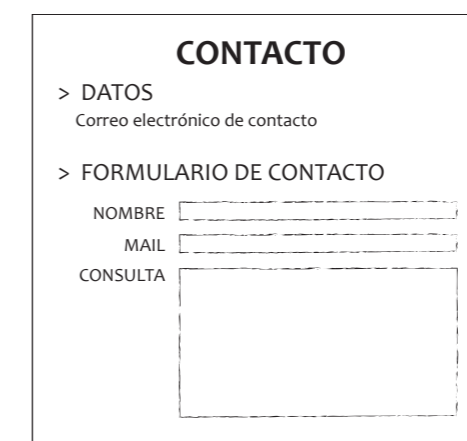 CONTACTO
> DATOS
Correo electrónico de contacto
> FORMULARIO DE CONTACTO
NOMBRE
MAIL
CONSULTA